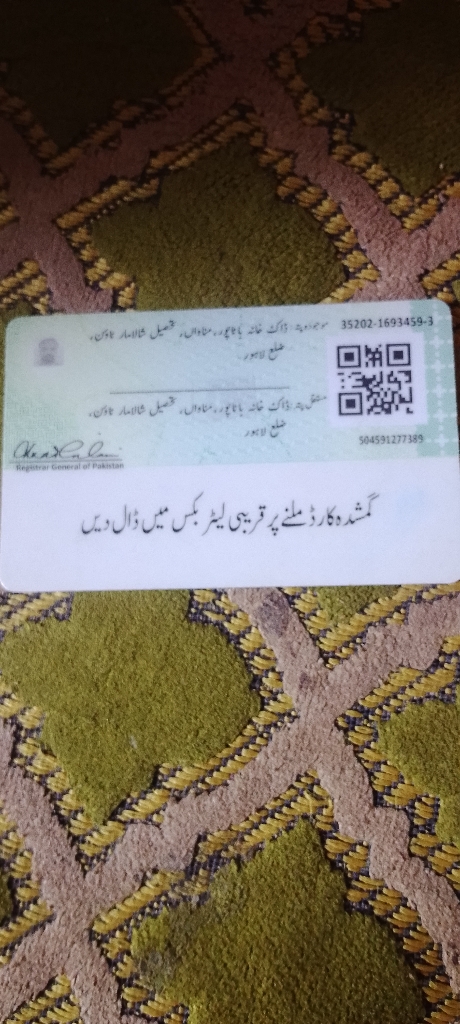 35202-1693459-3
موجودہ پتہ: ڈاک خانہ باٹاپور، مناواں، تحصیل شالامار ٹاؤن،
ضلع لاہور
مستقل پتہ: ڈاک خانہ باٹاپور، مناواں، تحصیل شالامار ٹاؤن،
ضلع لاہور
504591277389
Registrar General of Pakistan
گمشدہ کارڈ ملنے پر قریبی لیٹر بکس میں ڈال دیں